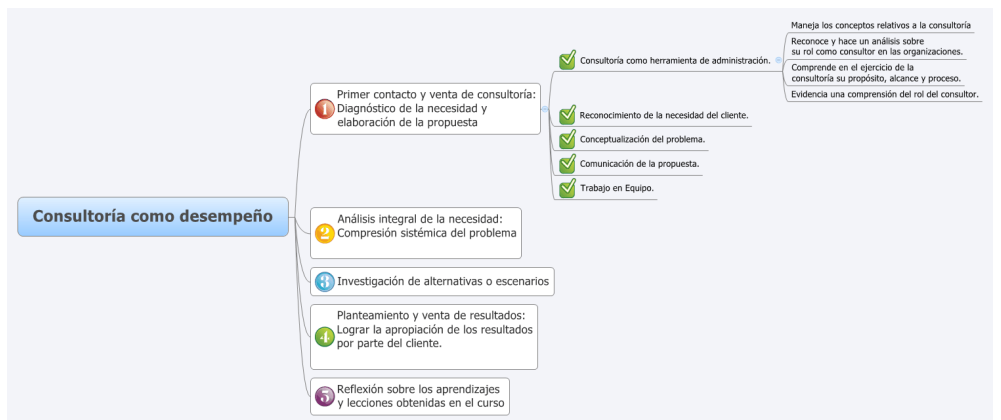 Consultoría como desempeño
1
Primer contacto y venta de consultoría:
Diagnóstico de la necesidad y
elaboración de la propuesta
Consultoría como herramienta de administración.
Maneja los conceptos relativos a la consultoría
Reconoce y hace un análisis sobre
su rol como consultor en las organizaciones.
Comprende en el ejercicio de la
consultoría su propósito, alcance y proceso.
Evidencia una comprensión del rol del consultor.
Reconocimiento de la necesidad del cliente.
Conceptualización del problema.
Comunicación de la propuesta.
Trabajo en Equipo.
2
Análisis integral de la necesidad:
Compresión sistémica del problema
3
Investigación de alternativas o escenarios
4
Planteamiento y venta de resultados:
Lograr la apropiación de los resultados
por parte del cliente.
5
Reflexión sobre los aprendizajes
y lecciones obtenidas en el curso